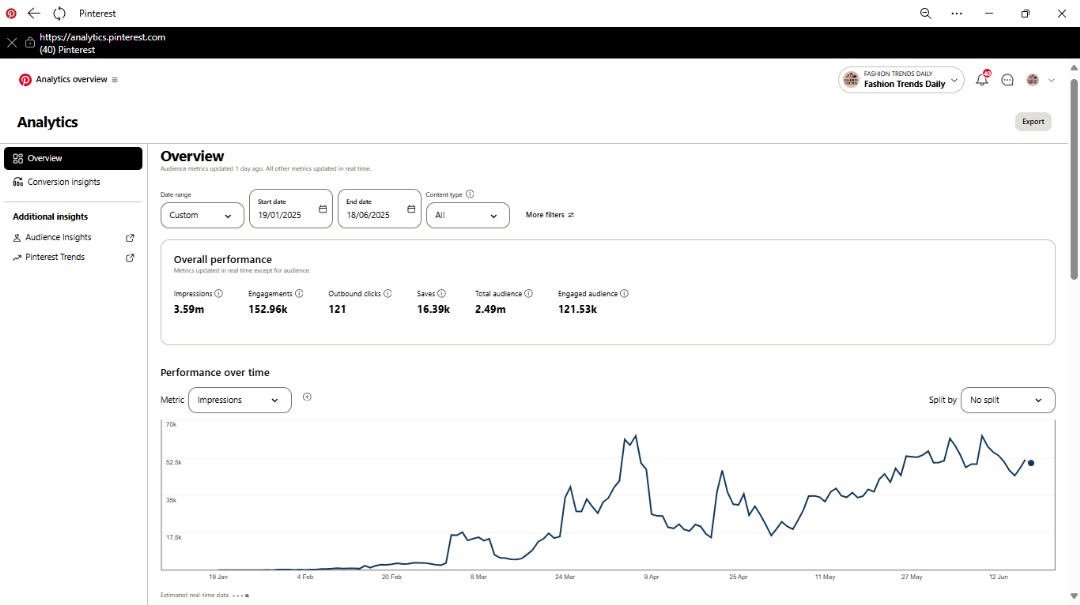 Pinterest
https://analytics.pinterest.com
(40) Pinterest
Analytics overview
FASHION TRENDS DAILY
Fashion Trends Daily
Analytics
Export
Overview
Conversion insights
Additional insights
Audience Insights
Pinterest Trends
Overview
Audience metrics updated 1 day ago. All other metrics updated in real time.
Date range
Custom
Start date
19/01/2025
End date
18/06/2025
Content type
All
More filters
Overall performance
Metrics updated in real time except for audience.
Impressions Engagements Outbound clicks Saves Total audience Engaged audience
3.59m 152.96k 121 16.39k 2.49m 121.53k
Performance over time
Metric Impressions Split by No split
70k
52.5k
35k
17.5k
19 Jan 4 Feb 20 Feb 8 Mar 24 Mar 9 Apr 25 Apr 11 May 27 May 12 Jun
Estimated real-time data